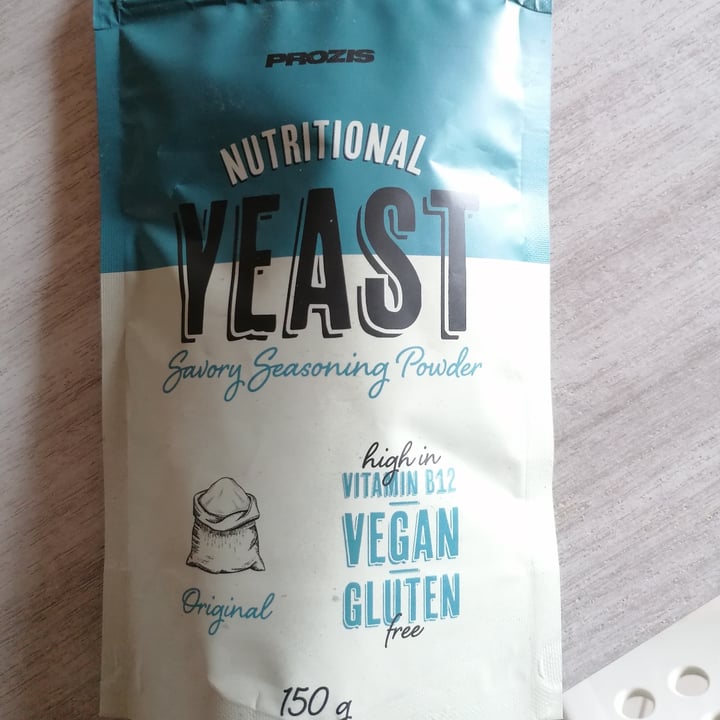 PROZIS
NUTRITIONAL
YEAST
Savory Seasoning Powder
high in
VITAMIN B12
VEGAN
GLUTEN
free
Original
150 g